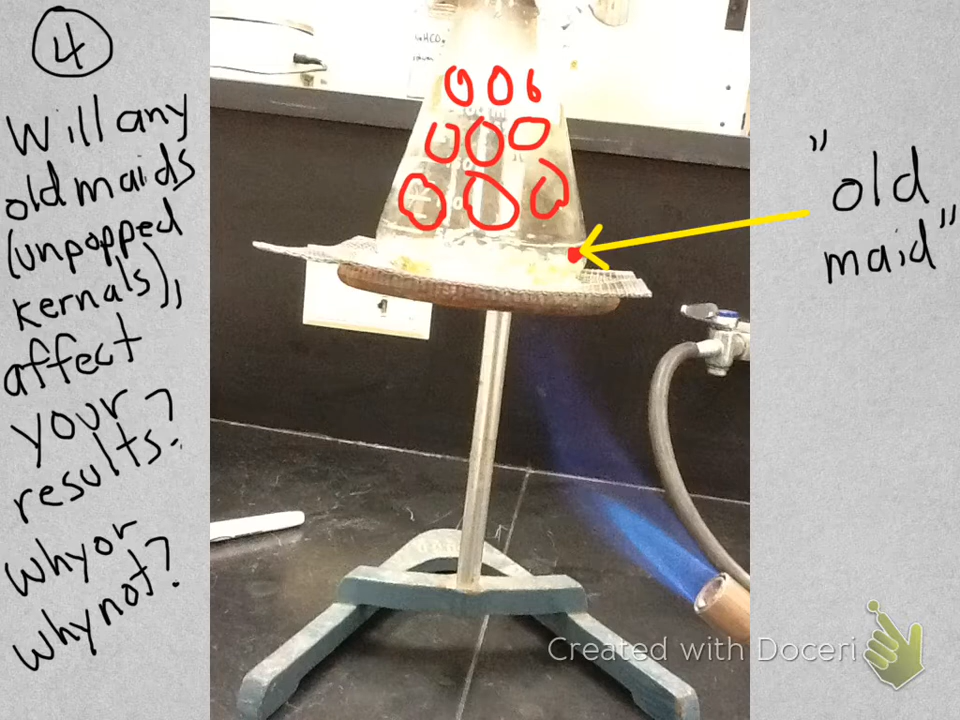 4
Will any
old maids
(unpopped
kernals),
affect
your
results?
Why or
why not?
"old
maid"
Created with Doceri